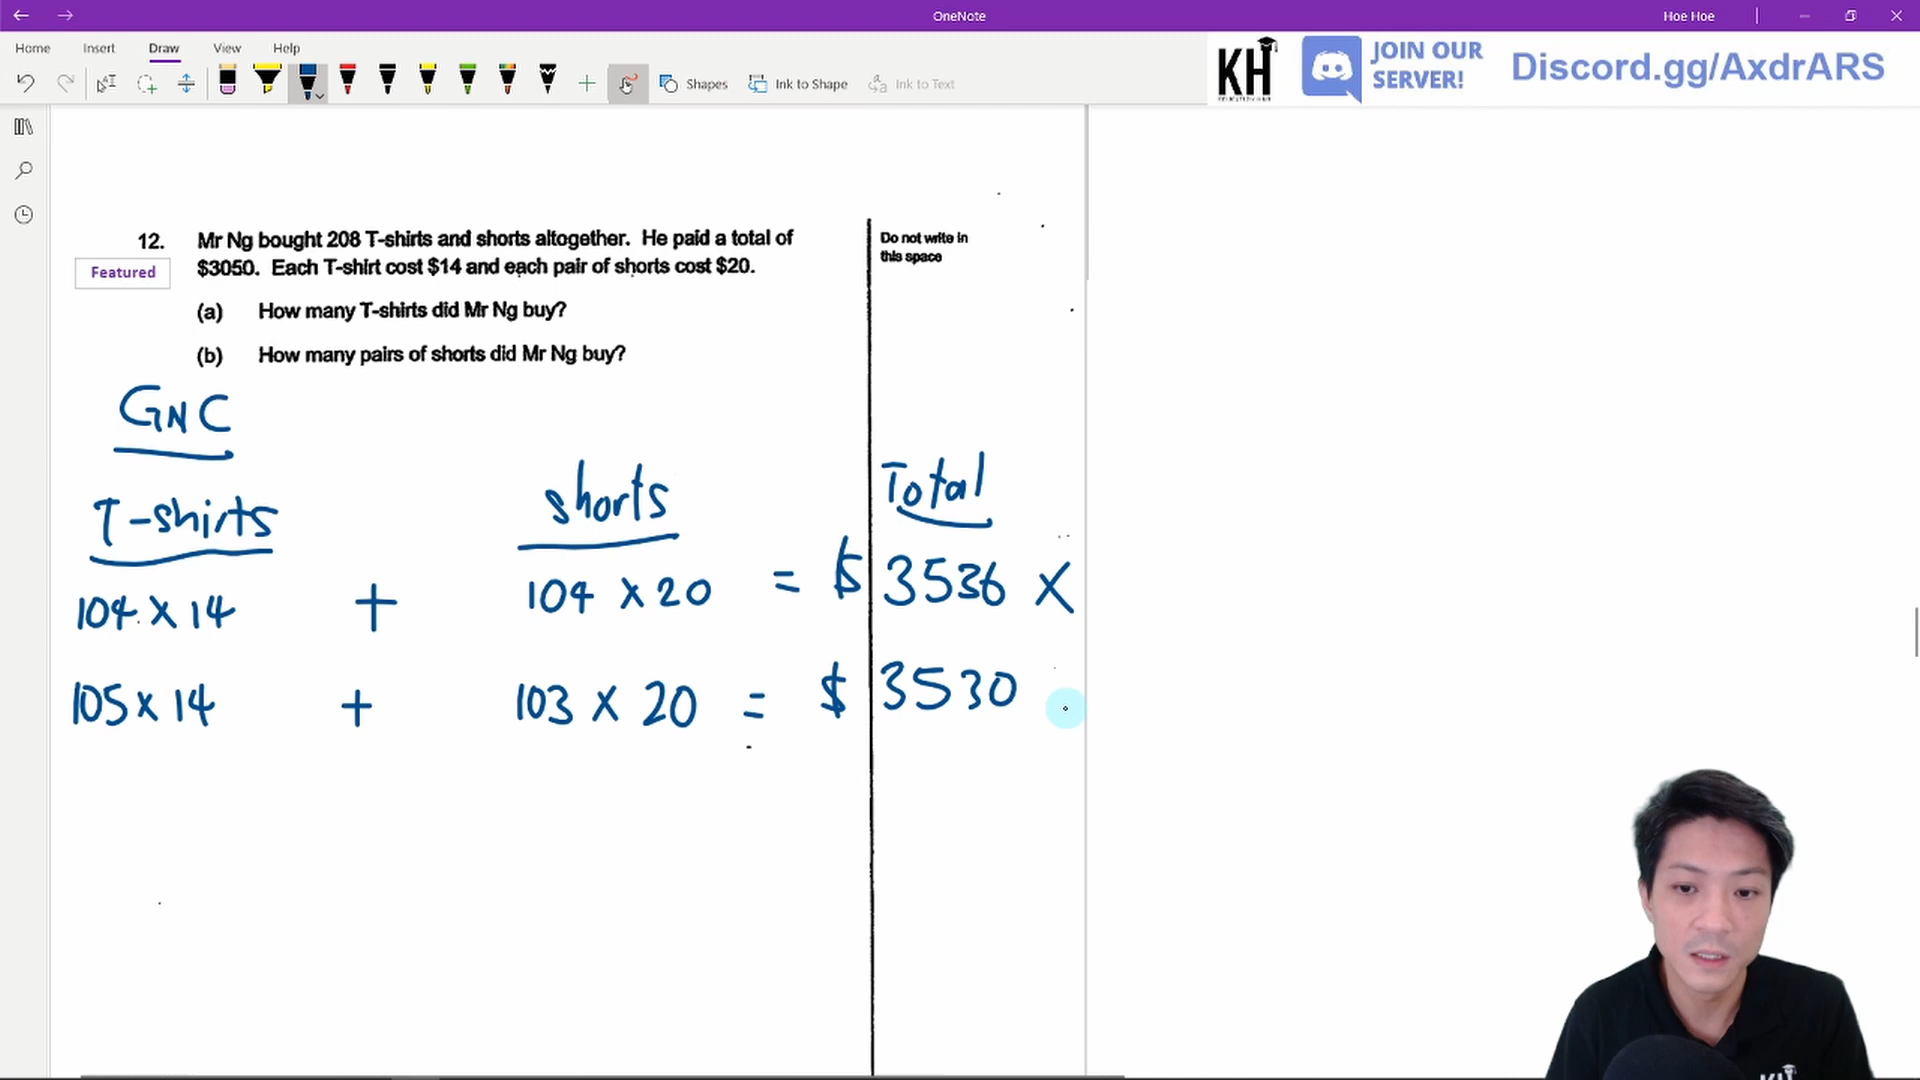 OneNote
Hoe Hoe
Home Insert Draw View Help
Shapes Ink to Shape Ink to Text
KH
JOIN OUR
SERVER!
Discord.gg/AxdrARS
12. Mr Ng bought 208 T-shirts and shorts altogether. He paid a total of
$3050. Each T-shirt cost $14 and each pair of shorts cost $20.
Featured
Do not write in
this space
(a) How many T-shirts did Mr Ng buy?
(b) How many pairs of shorts did Mr Ng buy?
GNC
T-shirts shorts Total
104 x 14 + 104 x 20 = $ 3536 X
105 x 14 + 103 x 20 = $ 3530
KH